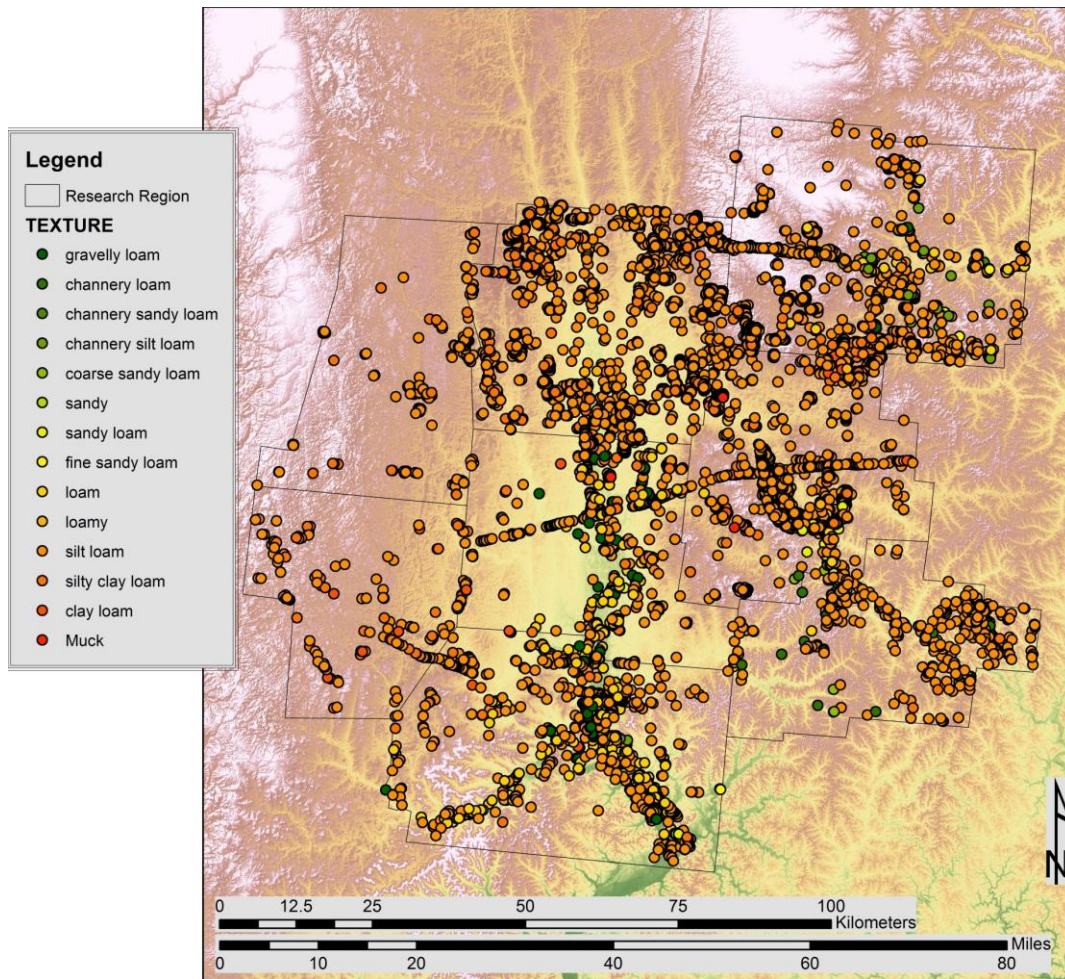 Legend
Research Region
TEXTURE
gravelly loam
channery loam
channery sandy loam
channery silt loam
coarse sandy loam
sandy
sandy loam
fine sandy loam
loam
loamy
silt loam
silty clay loam
clay loam
Muck
N
0 12.5 25 50 75 100
Kilometers
Miles
0 10 20 40 60 80